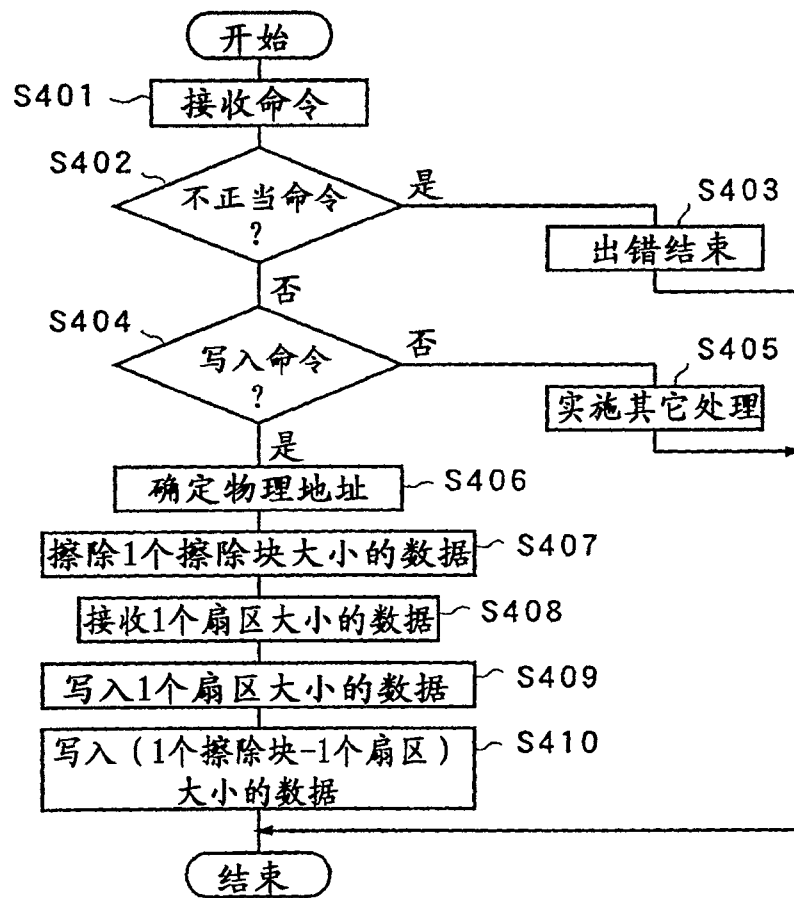 开始
S401
接收命令
S402
不正当命令
?
是
S403
出错结束
否
S404
写入命令
?
否
S405
实施其它处理
是
确定物理地址
S406
擦除1个擦除块大小的数据
S407
接收1个扇区大小的数据
S408
写入1个扇区大小的数据
S409
写入(1个擦除块-1个扇区)
大小的数据
S410
结束